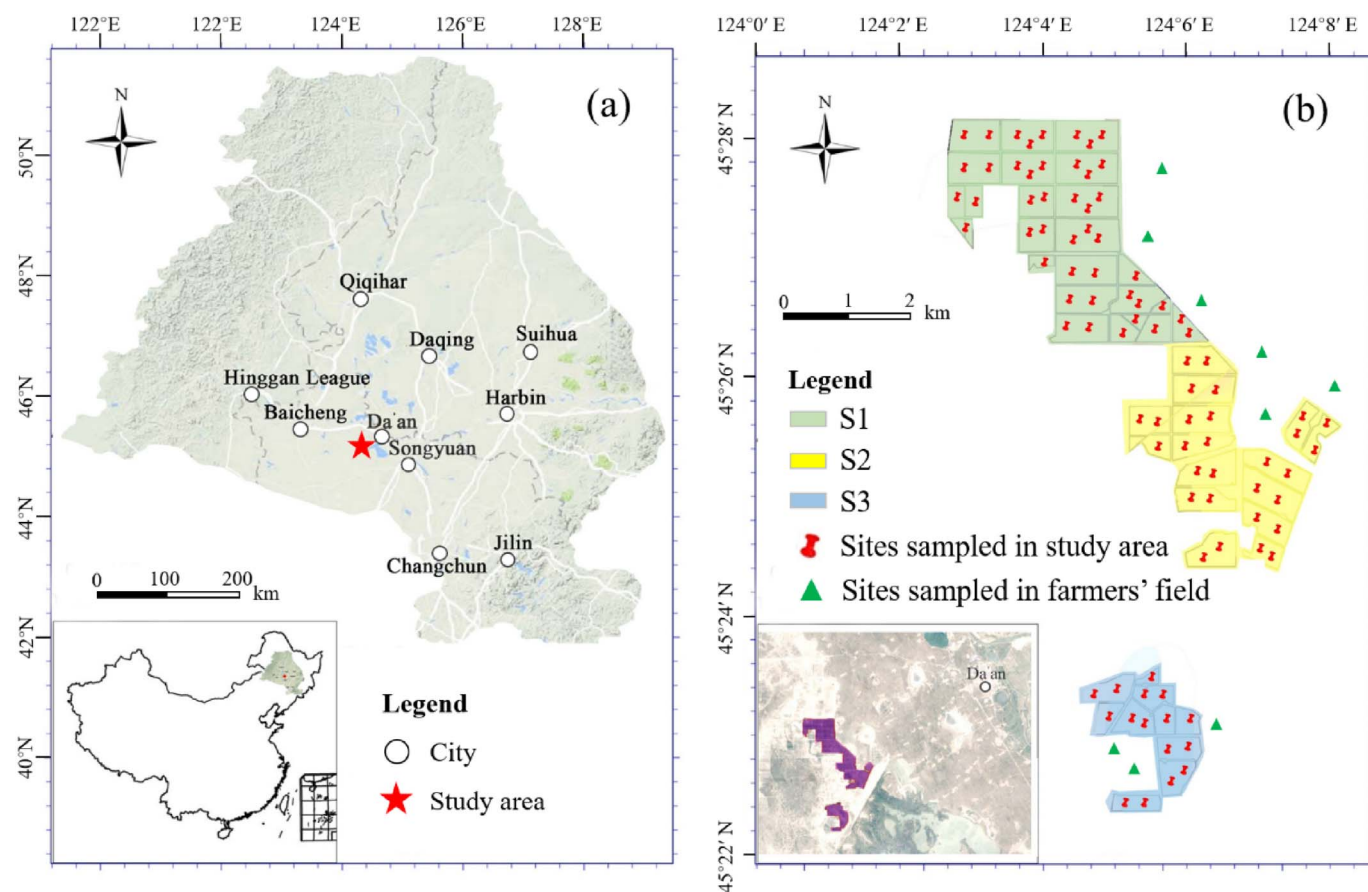 122°E 122°E 124°E 126°E 128°E
50°N
48°N
46°N
44°N
42°N
40°N
N
(a)
Qiqihar
Daqing
Suihua
Hinggan League
Harbin
Baicheng
Da'an
Songyuan
Jilin
Changchun
0 100 200
km
Legend
City
Study area
124°0′ E 124°2′ E 124°4′ E 124°6′ E 124°8′ E
45°28′ N
45°26′ N
45°24′ N
45°22′ N
N
(b)
0 1 2
km
Legend
S1
S2
S3
Sites sampled in study area
Sites sampled in farmers' field
Da'an